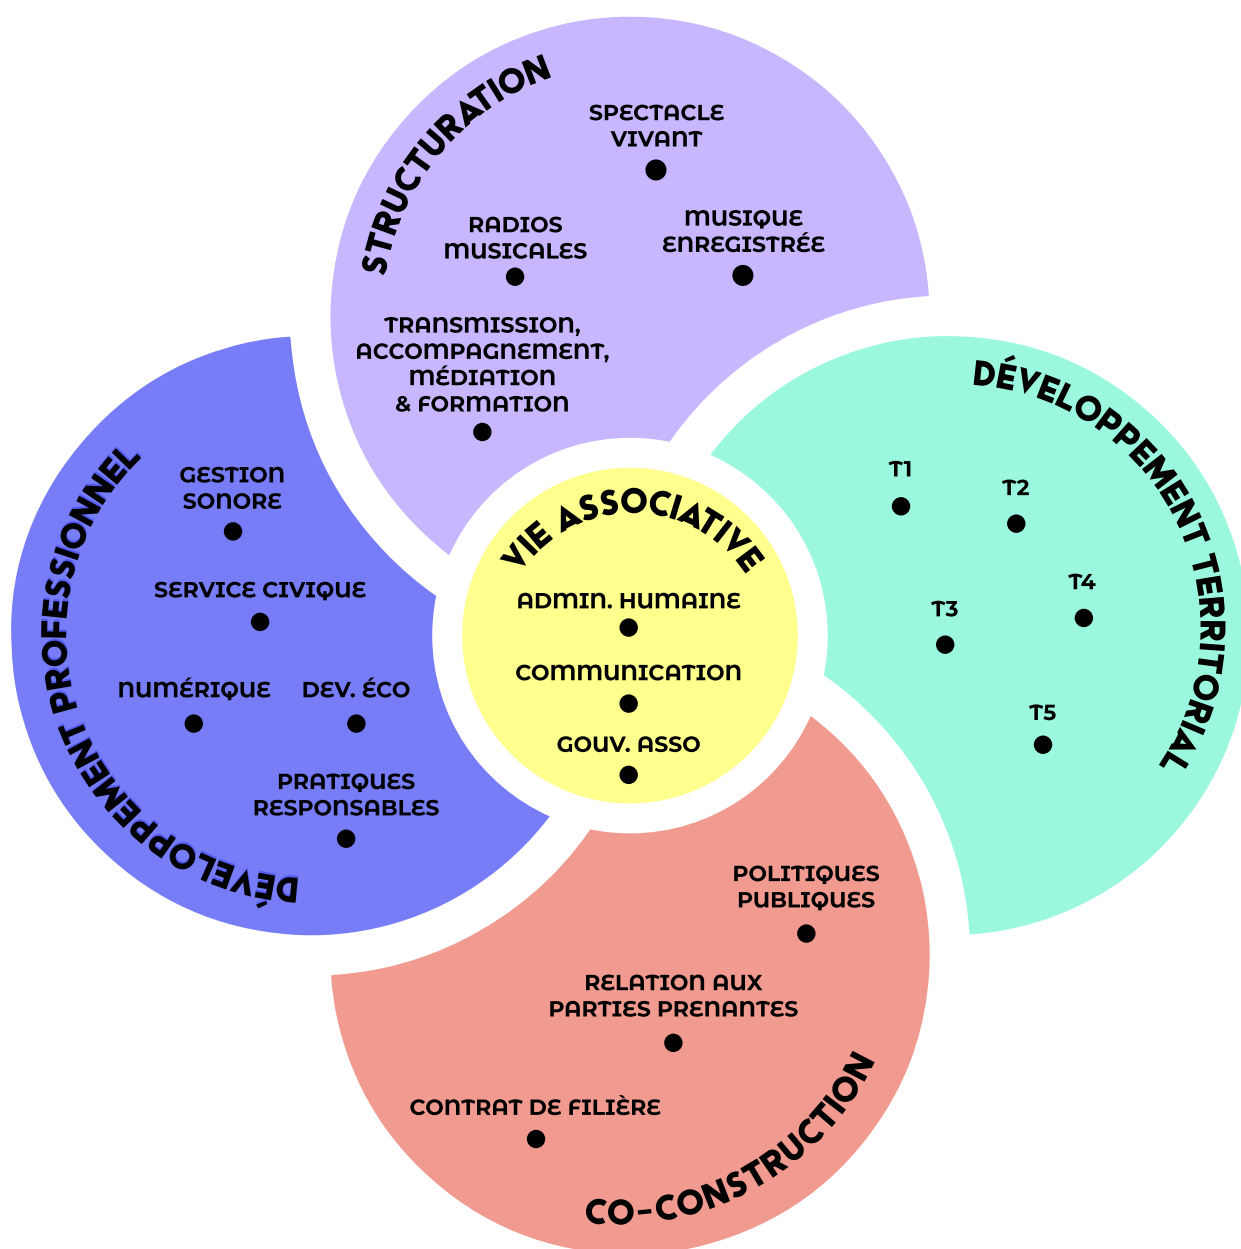 STRUCTURATION
SPECTACLE
VIVANT
RADIOS
MUSICALES
MUSIQUE
ENREGISTRÉE
TRANSMISSION,
ACCOMPAGNEMENT,
MÉDIATION
& FORMATION
DÉVELOPPEMENT TERRITORIAL
T1
T2
T3
T4
T5
DÉVELOPPEMENT PROFESSIONNEL
GESTION
SONORE
SERVICE CIVIQUE
NUMÉRIQUE
DEV. ÉCO
PRATIQUES
RESPONSABLES
VIE ASSOCIATIVE
ADMIN. HUMAINE
COMMUNICATION
GOUV. ASSO
POLITIQUES
PUBLIQUES
RELATION AUX
PARTIES PRENANTES
CONTRAT DE FILIÈRE
CO-CONSTRUCTION